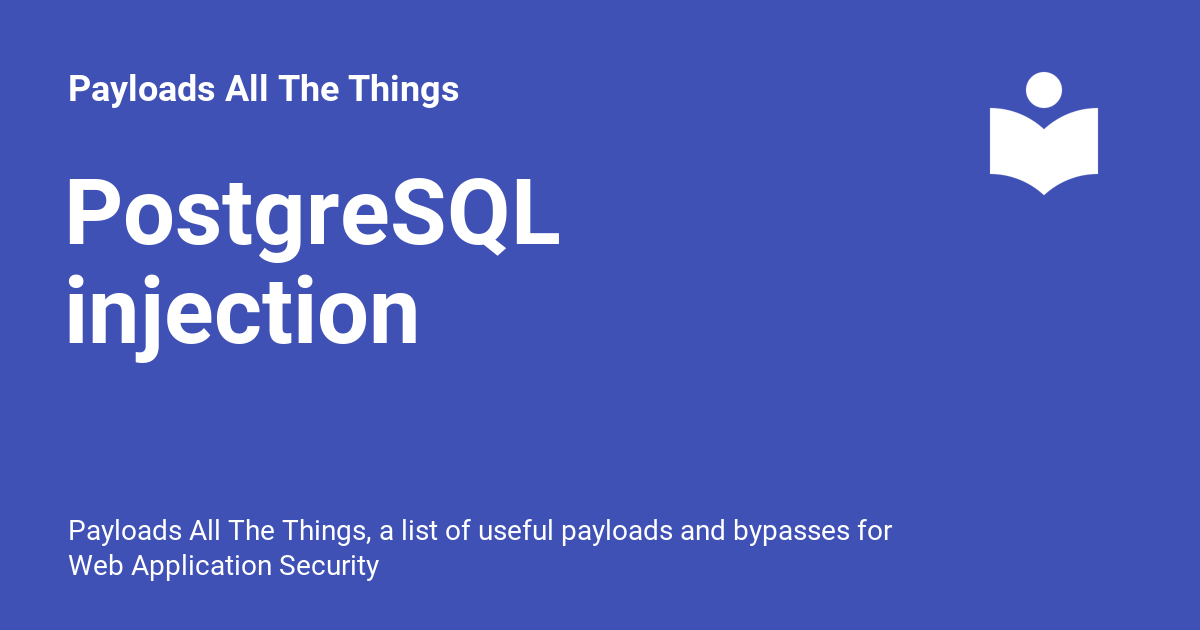 Payloads All The Things
PostgreSQL
injection
Payloads All The Things, a list of useful payloads and bypasses for
Web Application Security